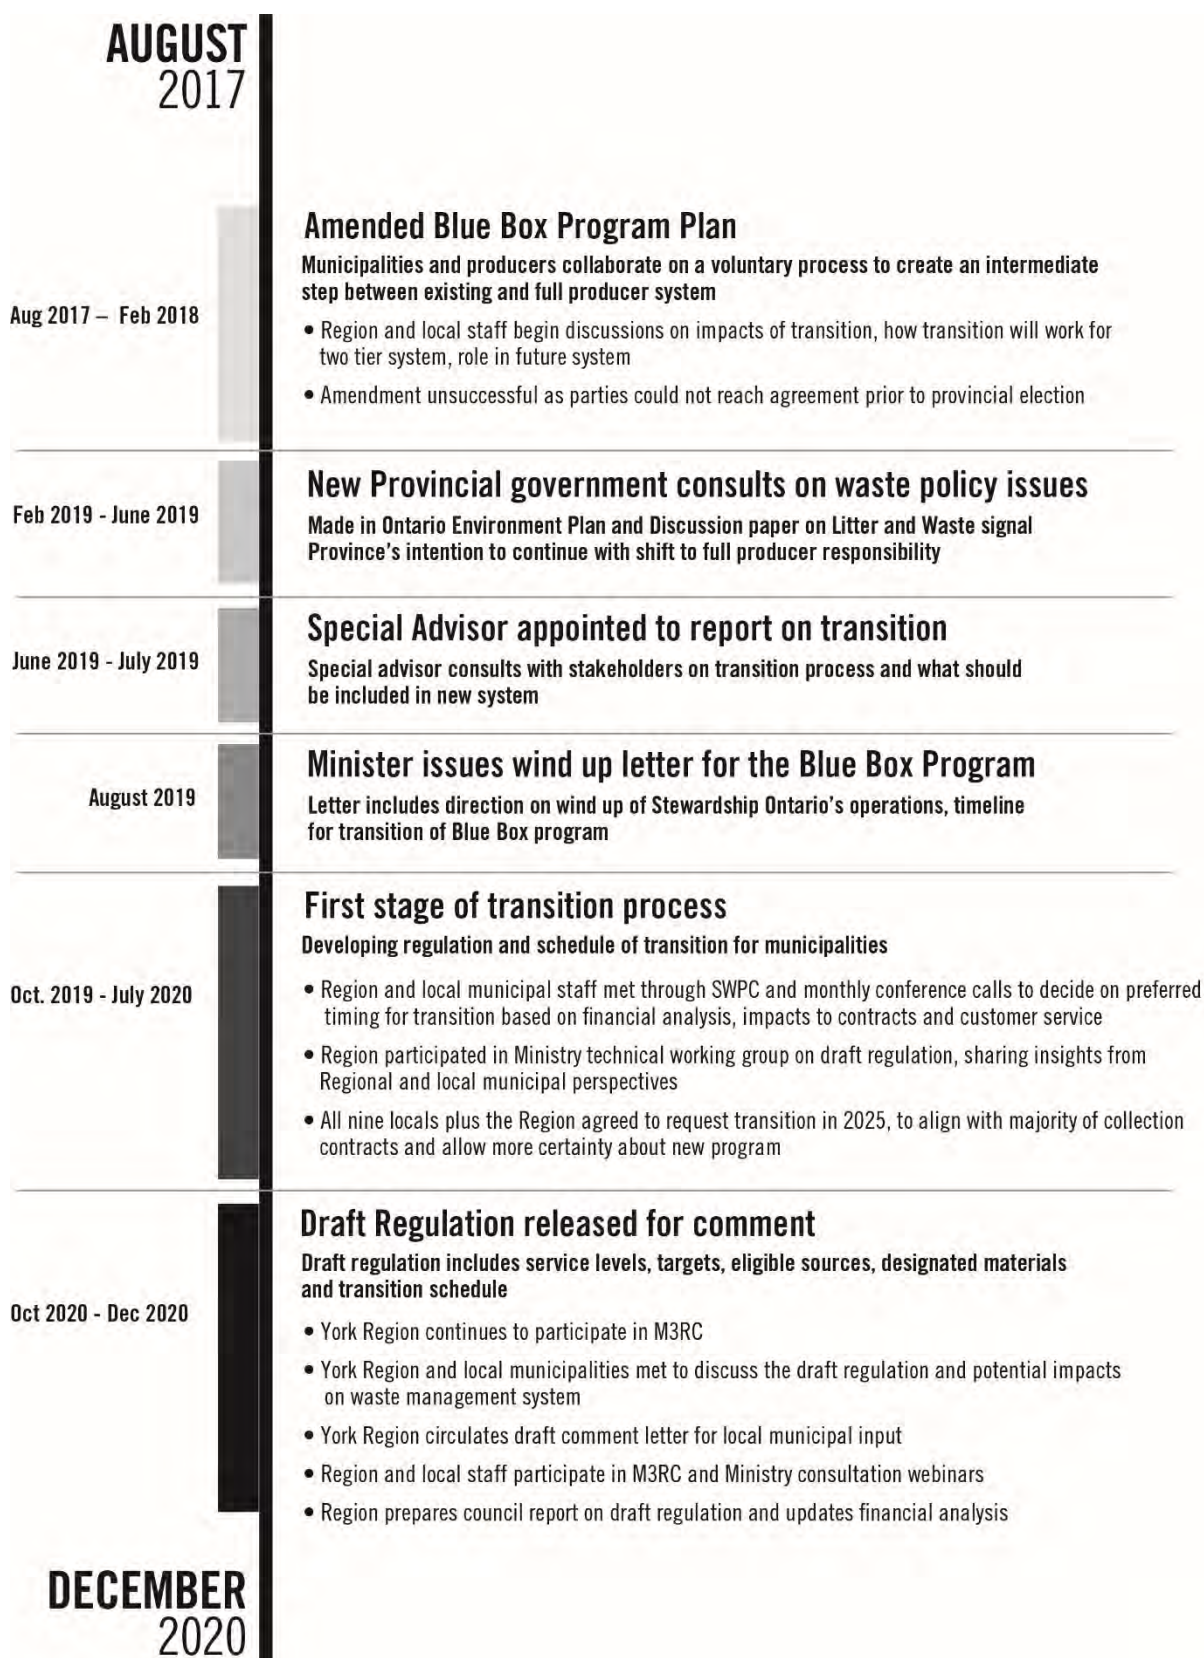 AUGUST
2017
Aug 2017 – Feb 2018
Amended Blue Box Program Plan
Municipalities and producers collaborate on a voluntary process to create an intermediate
step between existing and full producer system
• Region and local staff begin discussions on impacts of transition, how transition will work for
two tier system, role in future system
• Amendment unsuccessful as parties could not reach agreement prior to provincial election
Feb 2019 - June 2019
New Provincial government consults on waste policy issues
Made in Ontario Environment Plan and Discussion paper on Litter and Waste signal
Province's intention to continue with shift to full producer responsibility
June 2019 - July 2019
Special Advisor appointed to report on transition
Special advisor consults with stakeholders on transition process and what should
be included in new system
August 2019
Minister issues wind up letter for the Blue Box Program
Letter includes direction on wind up of Stewardship Ontario's operations, timeline
for transition of Blue Box program
Oct. 2019 - July 2020
First stage of transition process
Developing regulation and schedule of transition for municipalities
• Region and local municipal staff met through SWPC and monthly conference calls to decide on preferred
timing for transition based on financial analysis, impacts to contracts and customer service
• Region participated in Ministry technical working group on draft regulation, sharing insights from
Regional and local municipal perspectives
• All nine locals plus the Region agreed to request transition in 2025, to align with majority of collection
contracts and allow more certainty about new program
Oct 2020 - Dec 2020
Draft Regulation released for comment
Draft regulation includes service levels, targets, eligible sources, designated materials
and transition schedule
• York Region continues to participate in M3RC
• York Region and local municipalities met to discuss the draft regulation and potential impacts
on waste management system
• York Region circulates draft comment letter for local municipal input
• Region and local staff participate in M3RC and Ministry consultation webinars
• Region prepares council report on draft regulation and updates financial analysis
DECEMBER
2020